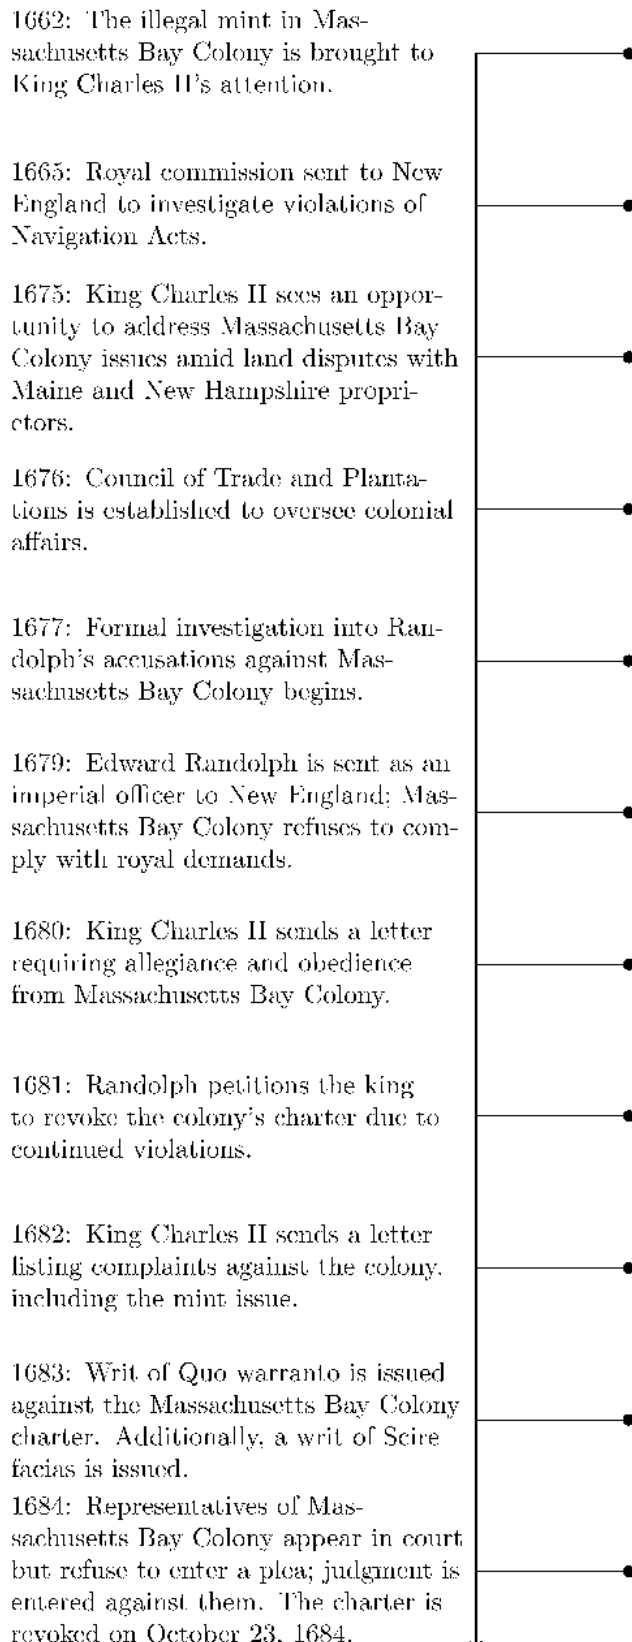 1662: The illegal mint in Mas-
sachusetts Bay Colony is brought to
King Charles II's attention.
1665: Royal commission sent to New
England to investigate violations of
Navigation Acts.
1675: King Charles II sees an oppor-
tunity to address Massachusetts Bay
Colony issues amid land disputes with
Maine and New Hampshire propri-
etors.
1676: Council of Trade and Planta-
tions is established to oversee colonial
affairs.
1677: Formal investigation into Ran-
dolph's accusations against Mas-
sachusetts Bay Colony begins.
1679: Edward Randolph is sent as an
imperial officer to New England; Mas-
sachusetts Bay Colony refuses to com-
ply with royal demands.
1680: King Charles II sends a letter
requiring allegiance and obedience
from Massachusetts Bay Colony.
1681: Randolph petitions the king
to revoke the colony's charter due to
continued violations.
1682: King Charles II sends a letter
listing complaints against the colony,
including the mint issue.
1683: Writ of Quo warranto is issued
against the Massachusetts Bay Colony
charter. Additionally, a writ of Scire
facias is issued.
1684: Representatives of Mas-
sachusetts Bay Colony appear in court
but refuse to enter a plea; judgment is
entered against them. The charter is
revoked on October 23, 1684.